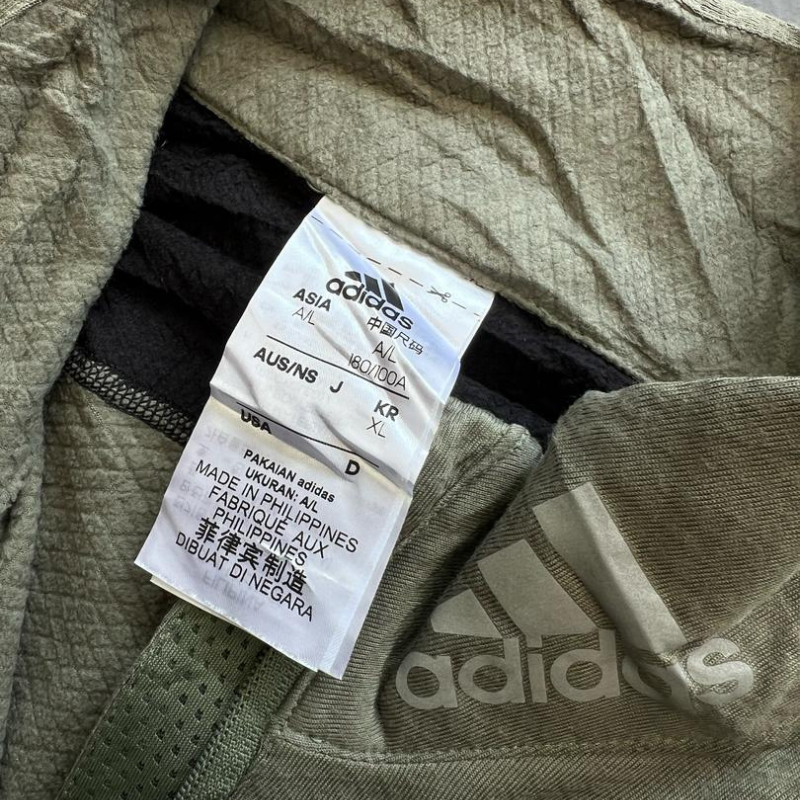 adidas
ASIA
A/L
中国尺码
A/L
180/100A
AUS/NS J
KR
XL
USA
D
PAKAIAN adidas
UKURAN: A/L
MADE IN PHILIPPINES
FABRIQUÉ AUX
PHILIPPINES
菲律宾制造
DIBUAT DI NEGARA
adidas